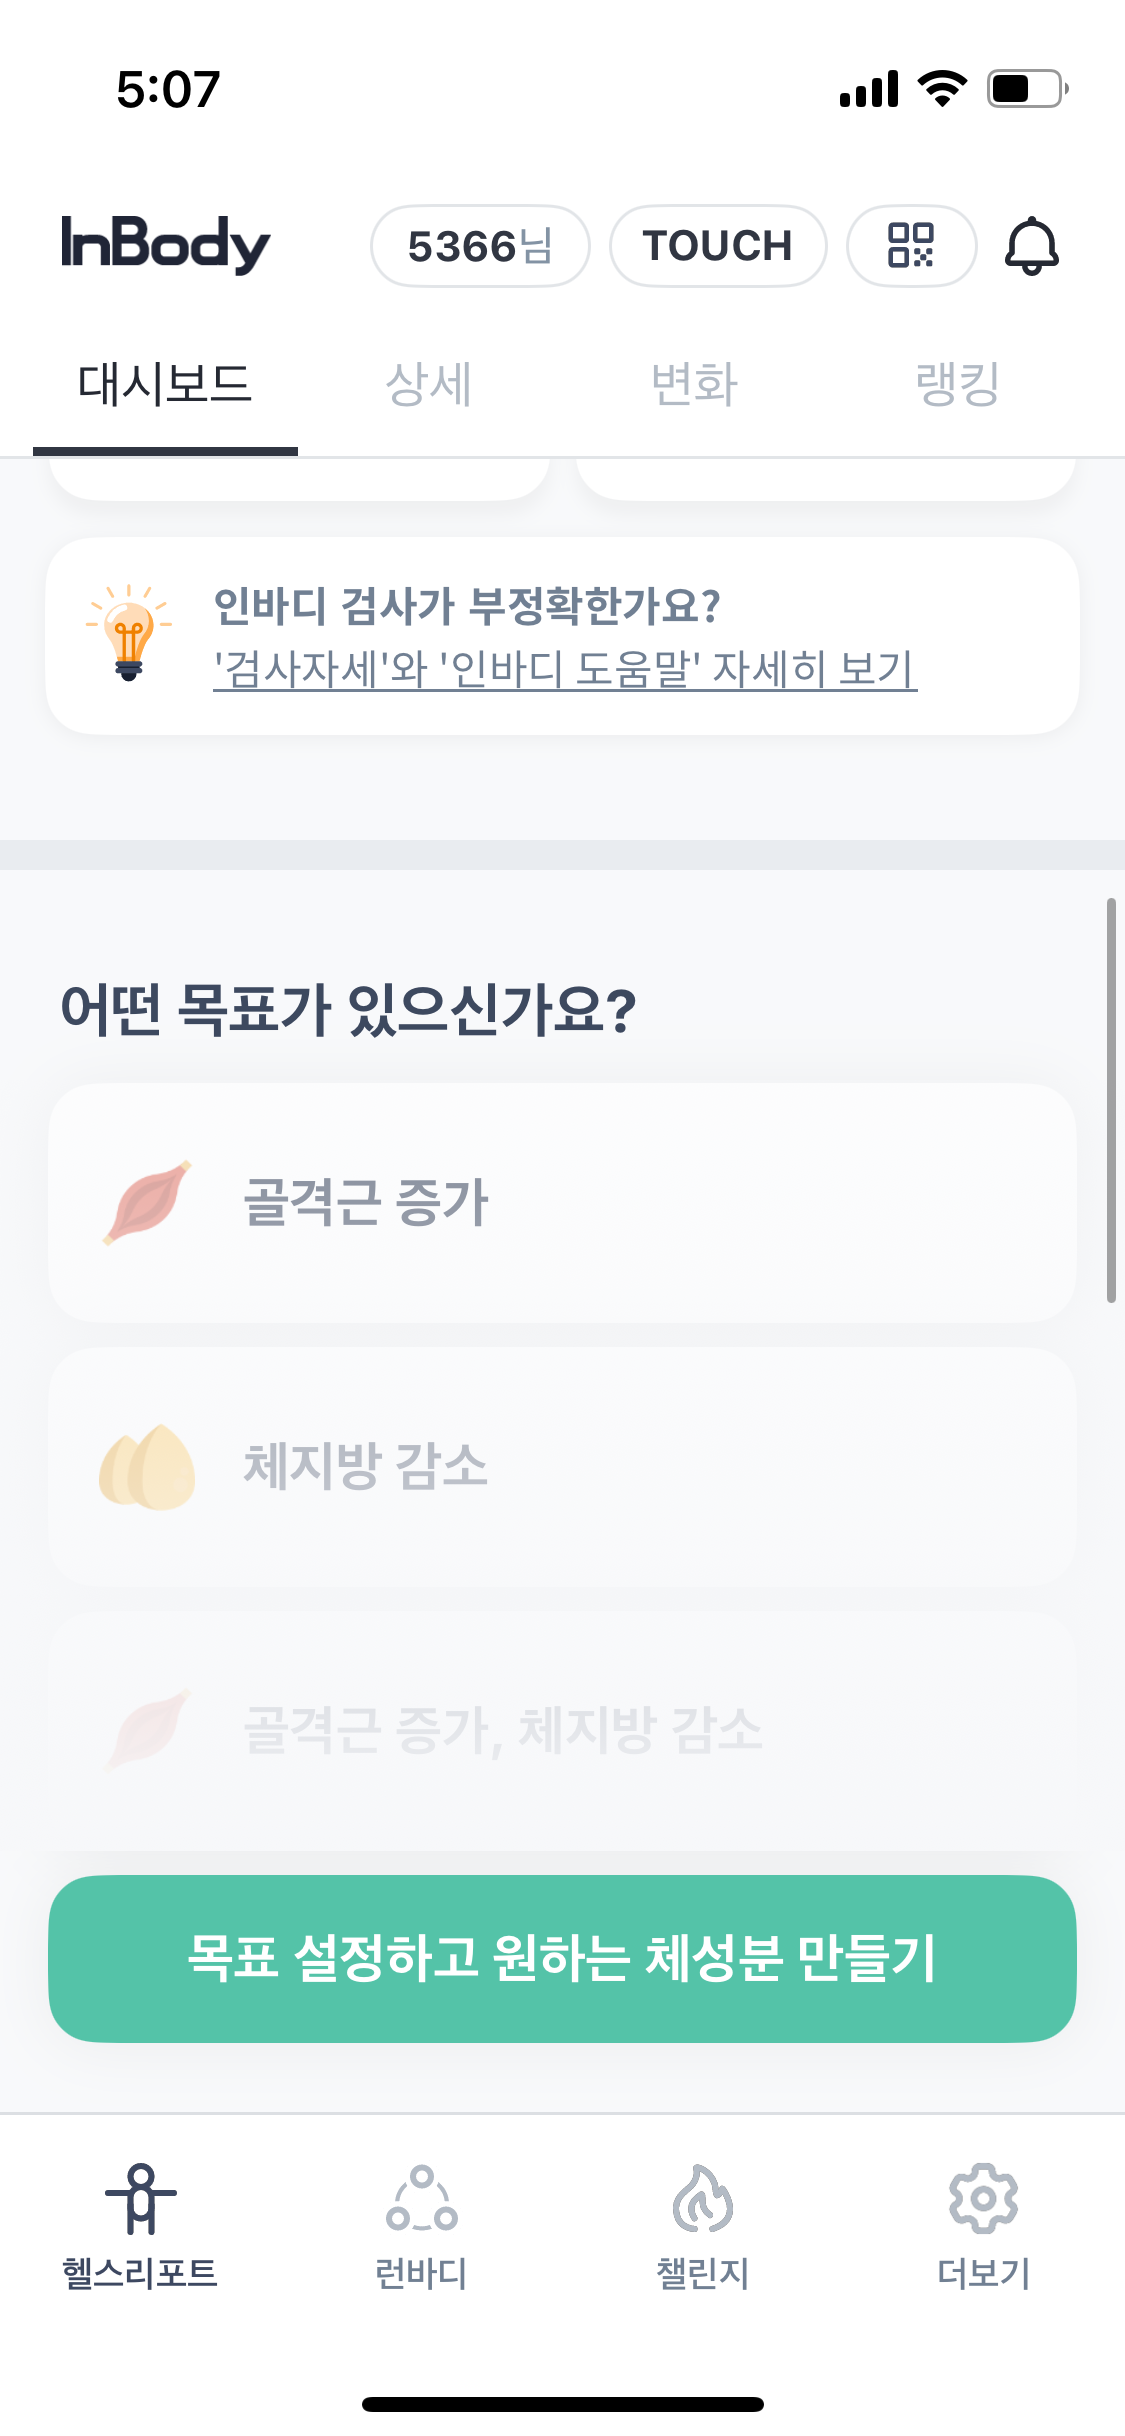 5:07
InBody
5366님
TOUCH
대시보드
상세
변화
랭킹
인바디 검사가 부정확한가요?
'검사자세'와 '인바디 도움말' 자세히 보기
어떤 목표가 있으신가요?
골격근 증가
체지방 감소
골격근 증가, 체지방 감소
목표 설정하고 원하는 체성분 만들기
헬스리포트
런바디
챌린지
더보기